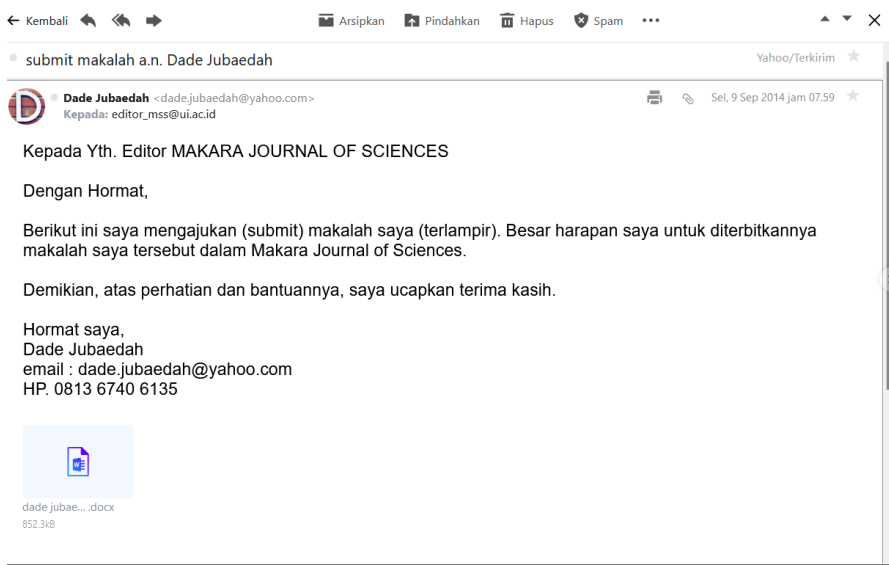 Kembali
Arsipkan
Pindahkan
Hapus
Spam
submit makalah a.n. Dade Jubaedah
Yahoo/Terkirim
D
Dade Jubaedah <dade.jubaedah@yahoo.com>
Sel, 9 Sep 2014 jam 07.59
Kepada: editor_mss@ui.ac.id
Kepada Yth. Editor MAKARA JOURNAL OF SCIENCES
Dengan Hormat,
Berikut ini saya mengajukan (submit) makalah saya (terlampir). Besar harapan saya untuk diterbitkannya
makalah saya tersebut dalam Makara Journal of Sciences.
Demikian, atas perhatian dan bantuannya, saya ucapkan terima kasih.
Hormat saya,
Dade Jubaedah
email : dade.jubaedah@yahoo.com
HP. 0813 6740 6135
dade jubae... .docx
852.3kB